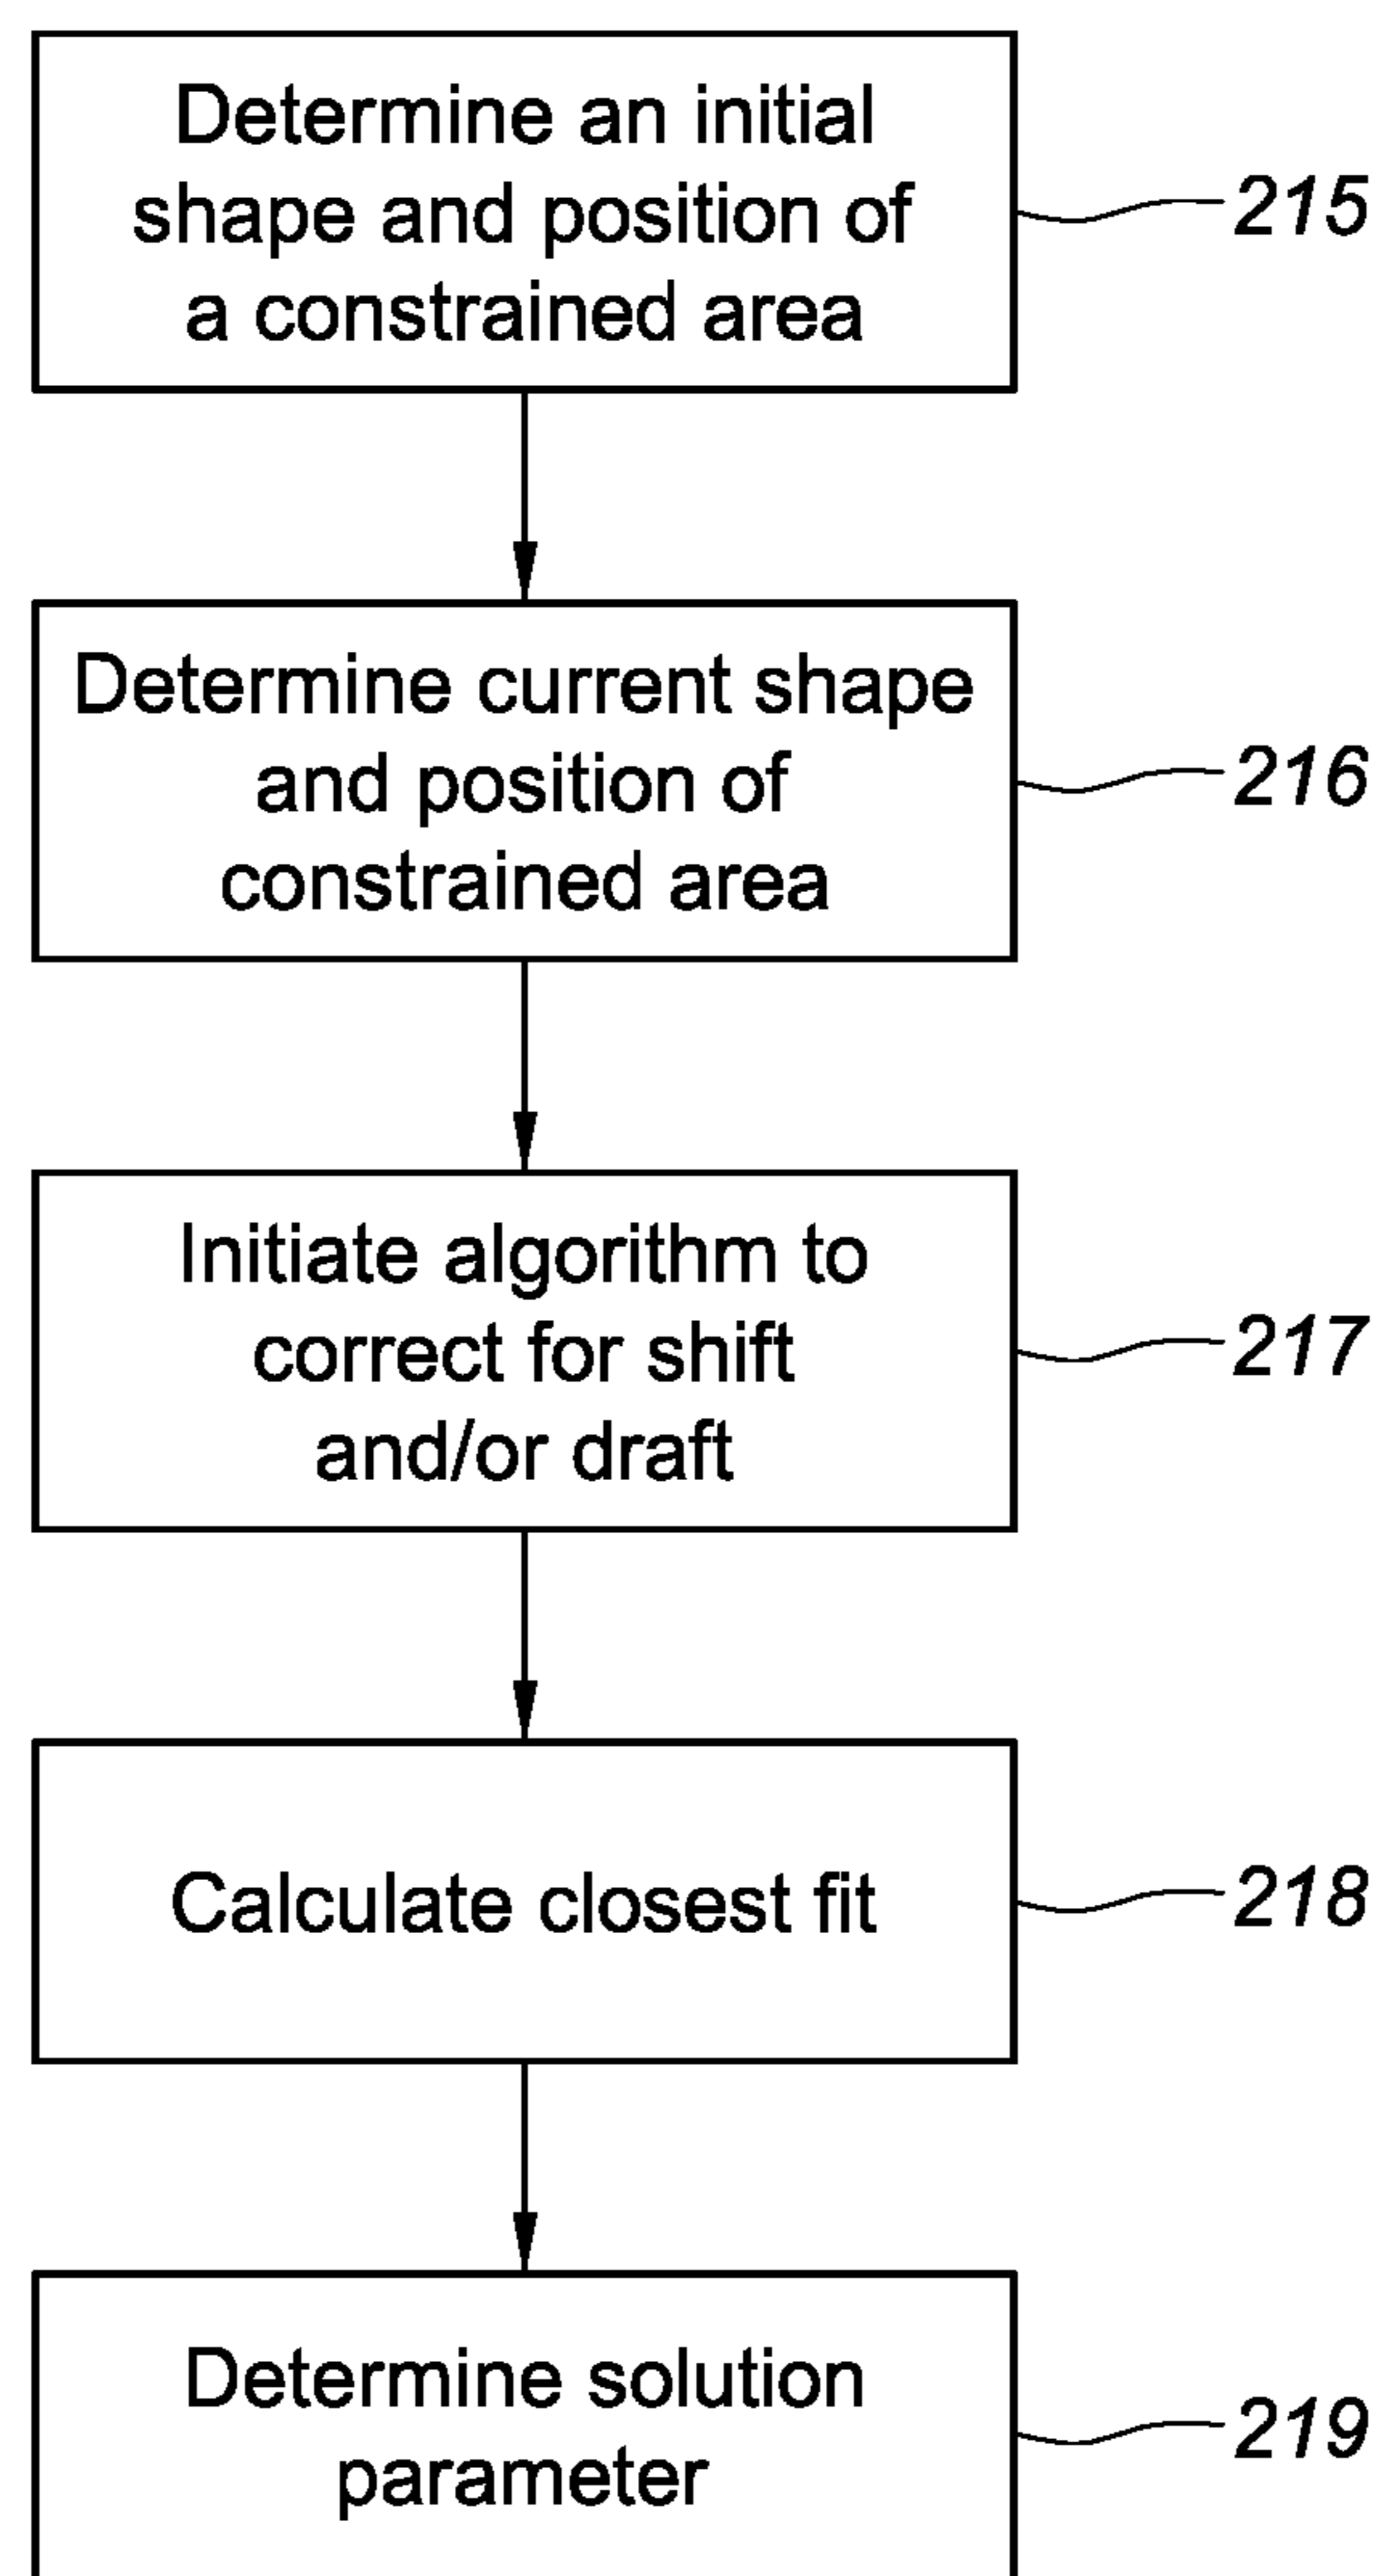 Determine an initial
shape and position of
a constrained area
215
Determine current shape
and position of
constrained area
216
Initiate algorithm to
correct for shift
and/or draft
217
Calculate closest fit
218
Determine solution
parameter
219